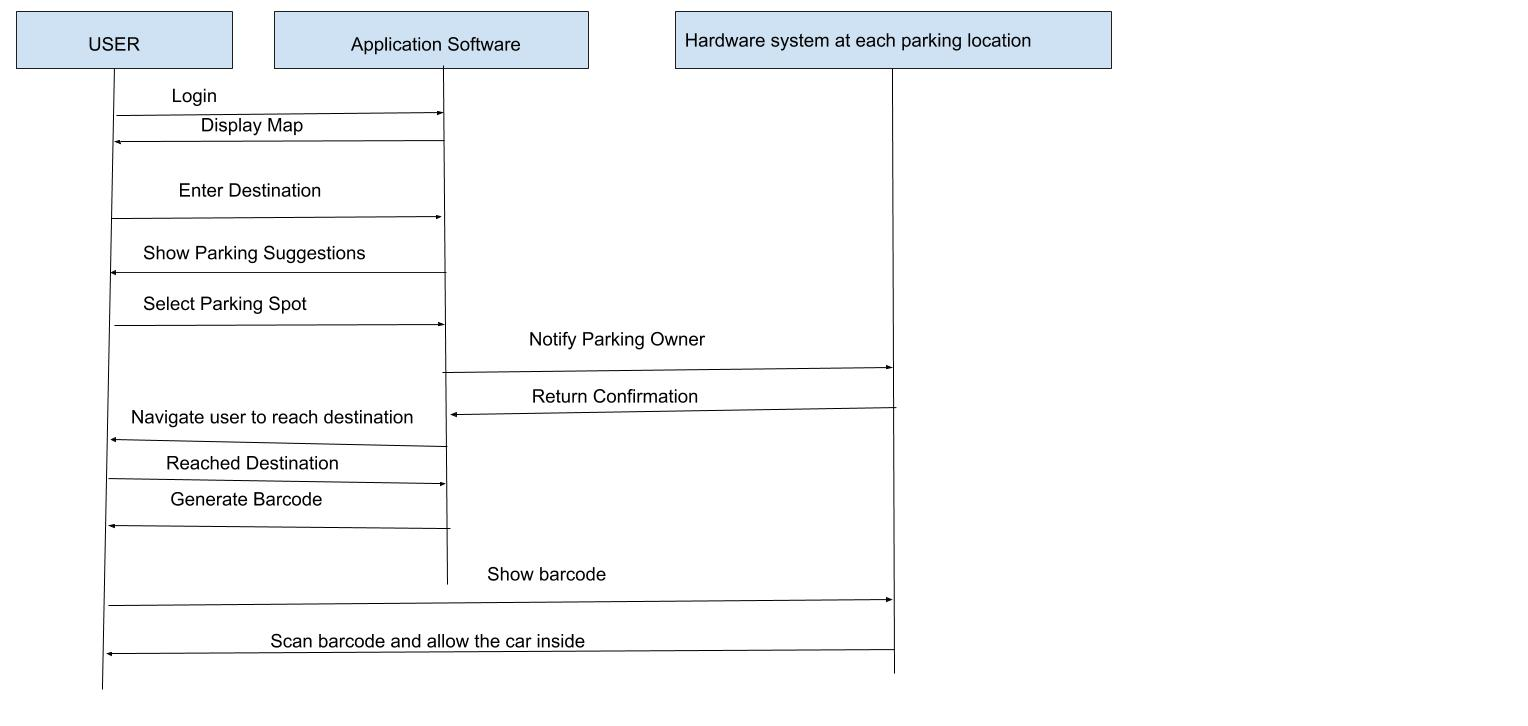 USER
Application Software
Hardware system at each parking location
Login
Display Map
Enter Destination
Show Parking Suggestions
Select Parking Spot
Notify Parking Owner
Return Confirmation
Navigate user to reach destination
Reached Destination
Generate Barcode
Show barcode
Scan barcode and allow the car inside